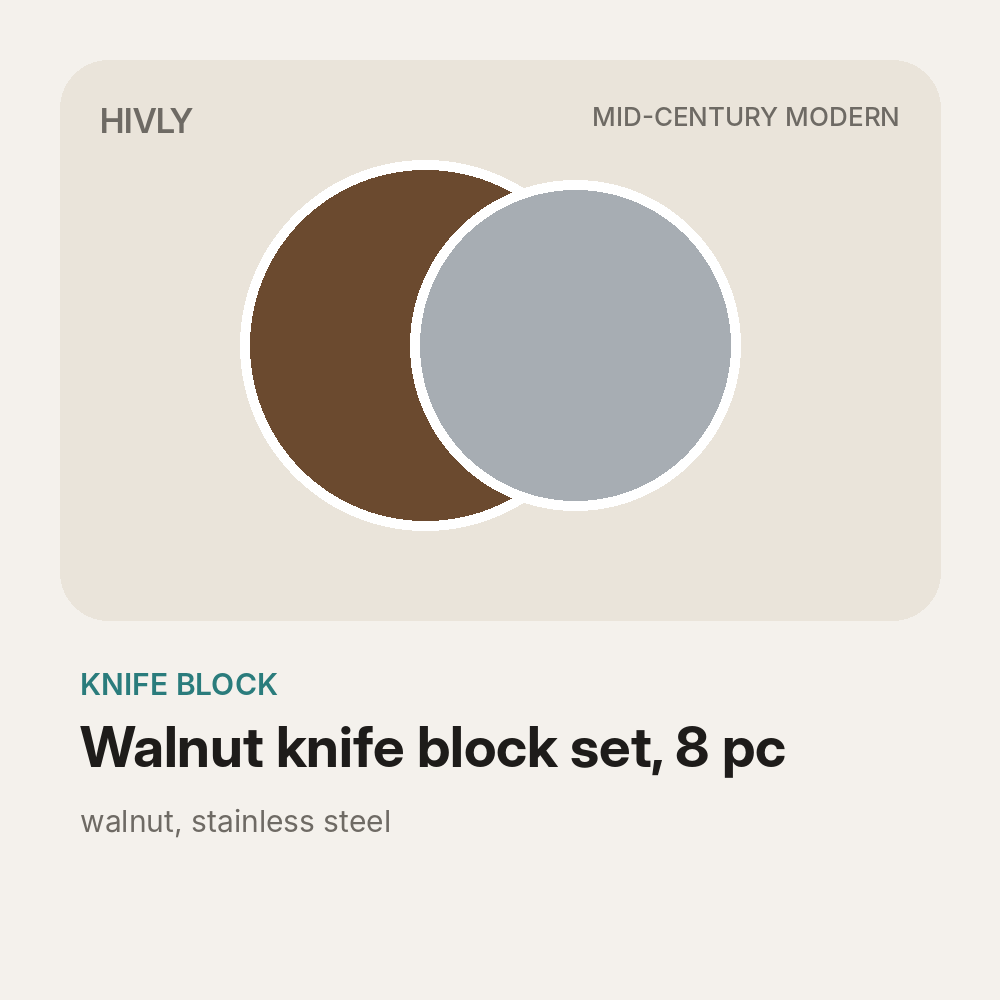 HIVLY
MID-CENTURY MODERN
KNIFE BLOCK
Walnut knife block set, 8 pc
walnut, stainless steel